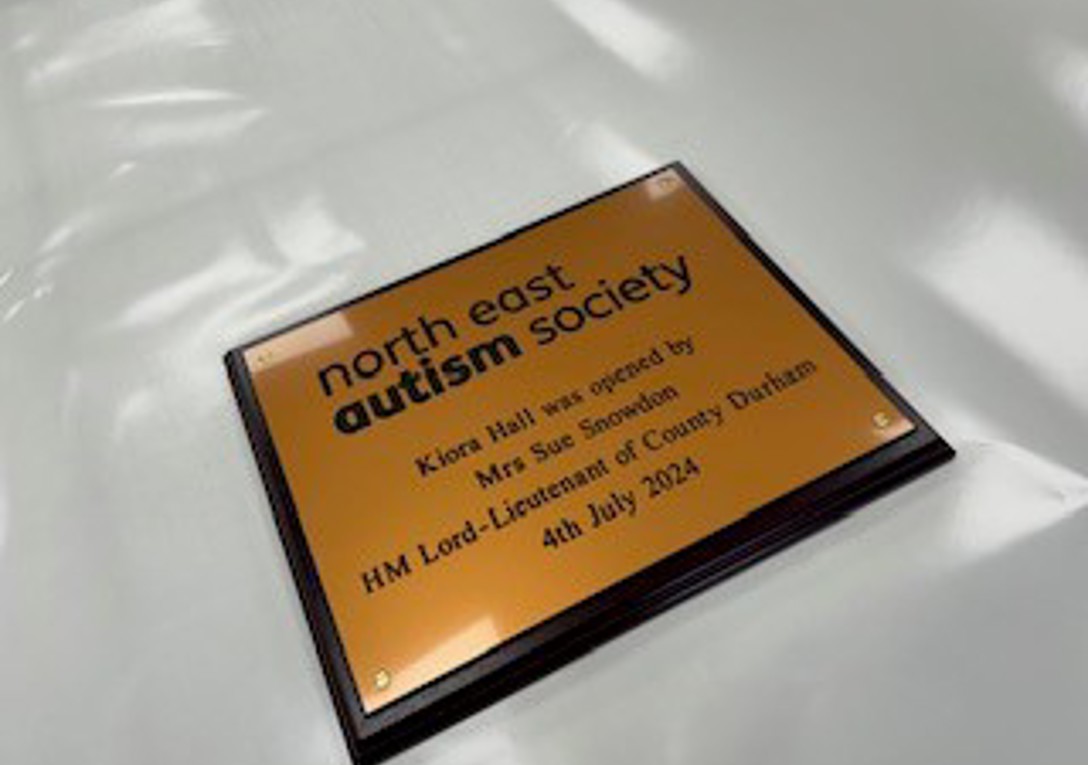 north east
autism society
Kiora Hall was opened by
Mrs Sue Snowdon
HM Lord-Lieutenant of County Durham
4th July 2024